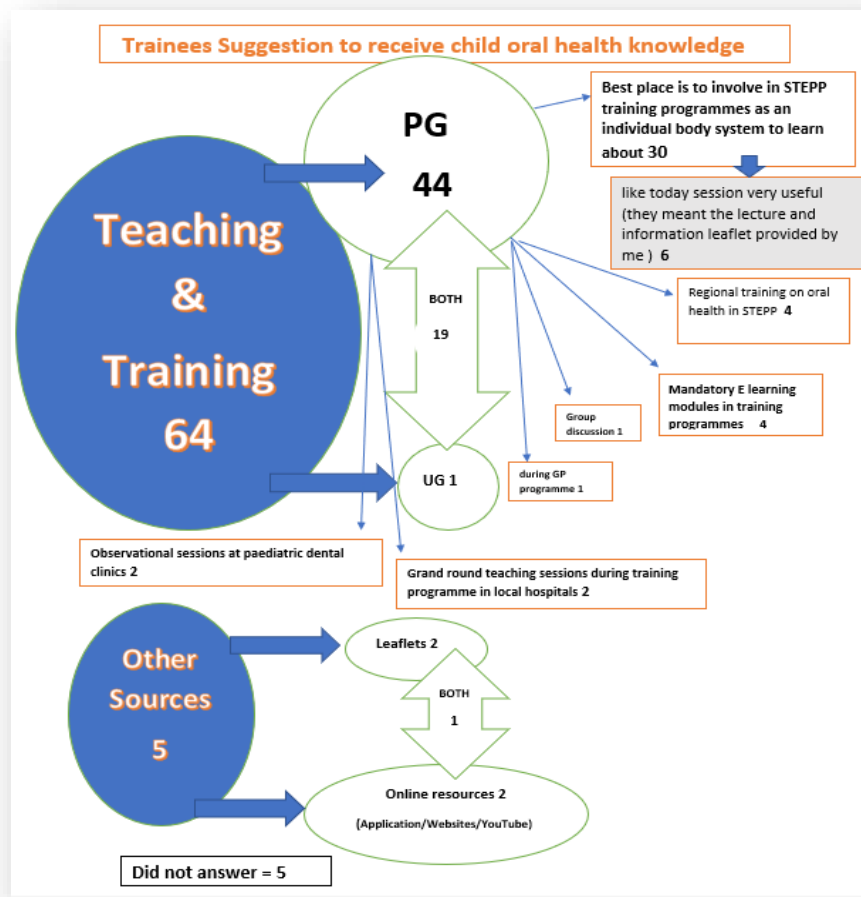 Trainees Suggestion to receive child oral health knowledge
PG
44
Best place is to involve in STEPP
training programmes as an
individual body system to learn
about 30
like today session very useful
(they meant the lecture and
information leaflet provided by
me ) 6
Teaching
&
Training
64
BOTH
19
Regional training on oral
health in STEPP 4
Mandatory E learning
modules in training
programmes 4
Group
discussion 1
during GP
programme 1
UG 1
Observational sessions at paediatric dental
clinics 2
Grand round teaching sessions during training
programme in local hospitals 2
Other
Sources
5
Leaflets 2
BOTH
1
Online resources 2
(Application/Websites/YouTube)
Did not answer = 5